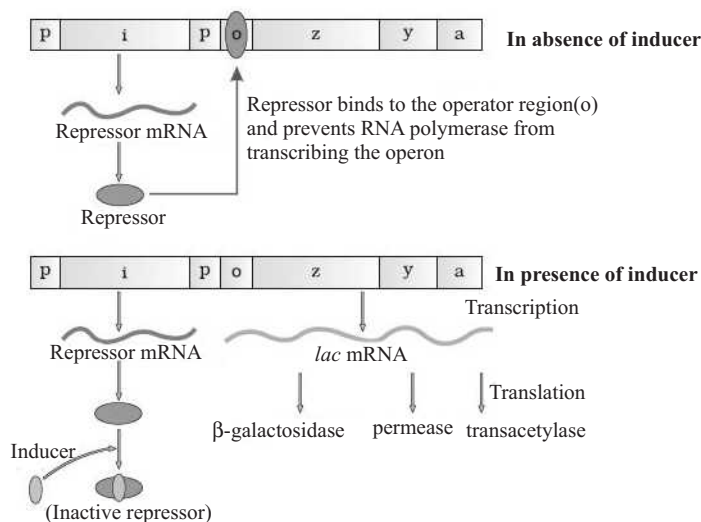 p i p o z y a In absence of inducer
Repressor mRNA
Repressor binds to the operator region(o)
and prevents RNA polymerase from
transcribing the operon
Repressor
p i p o z y a In presence of inducer
Transcription
Repressor mRNA
lac mRNA
Translation
β-galactosidase permease transacetylase
Inducer
(Inactive repressor)